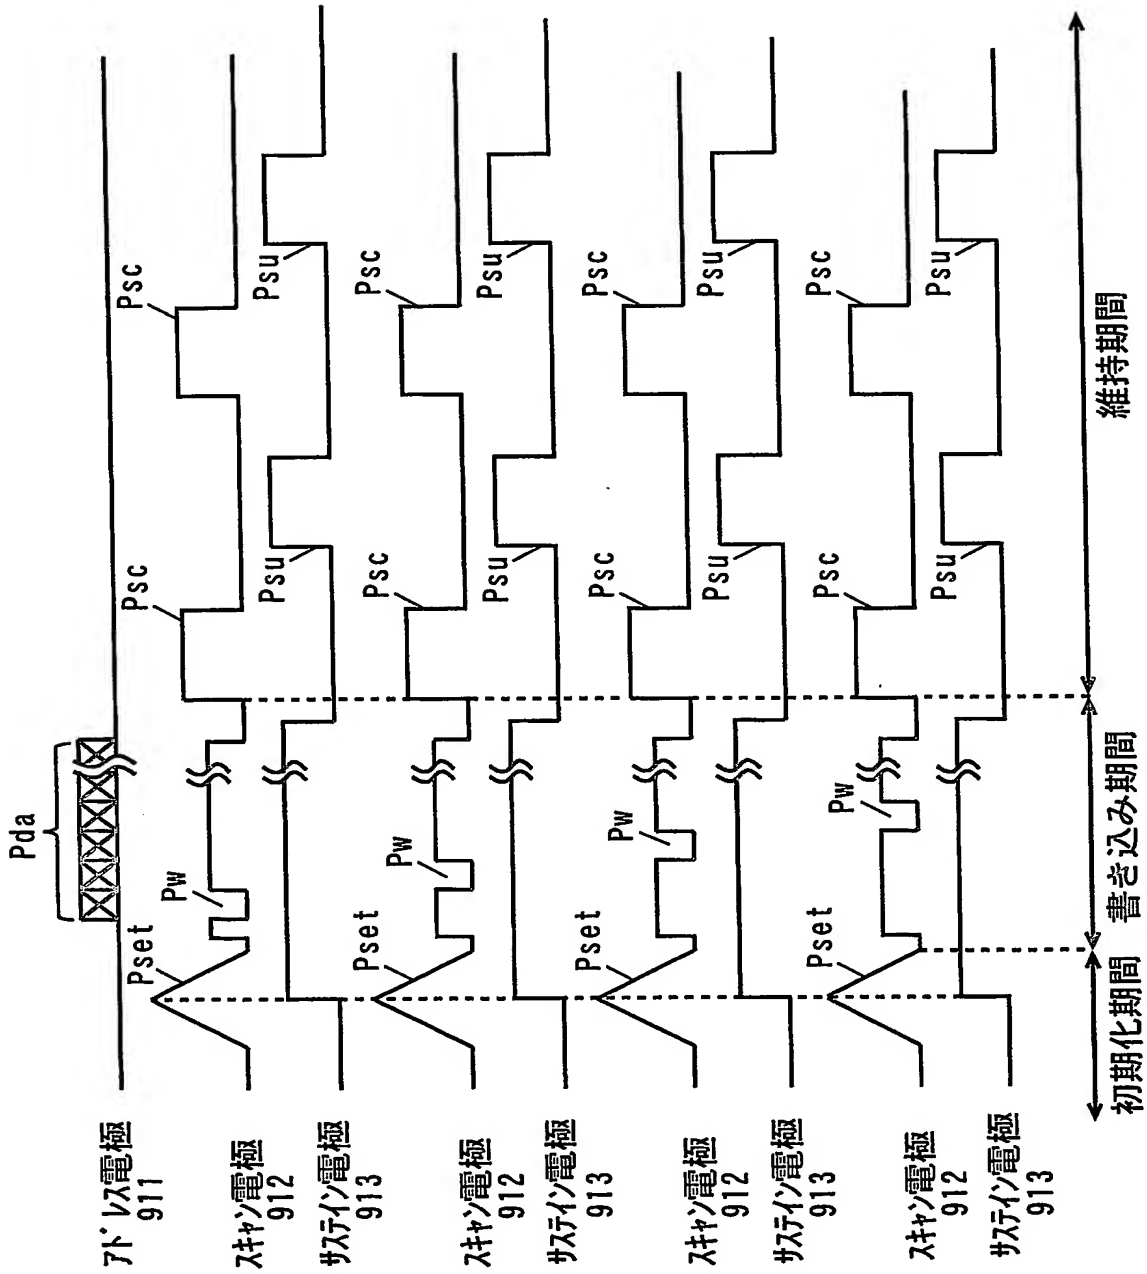 Pda
アドレス電極
911
Pset
Pw
Psc
Psc
スキャン電極
912
Psu
Psu
サステイン電極
913
Pset
Pw
Psc
Psc
スキャン電極
912
Psu
Psu
サステイン電極
913
Pset
Pw
Psc
Psc
スキャン電極
912
Psu
Psu
サステイン電極
913
Pset
Pw
Psc
Psc
スキャン電極
912
Psu
Psu
サステイン電極
913
初期化期間
書き込み期間
維持期間